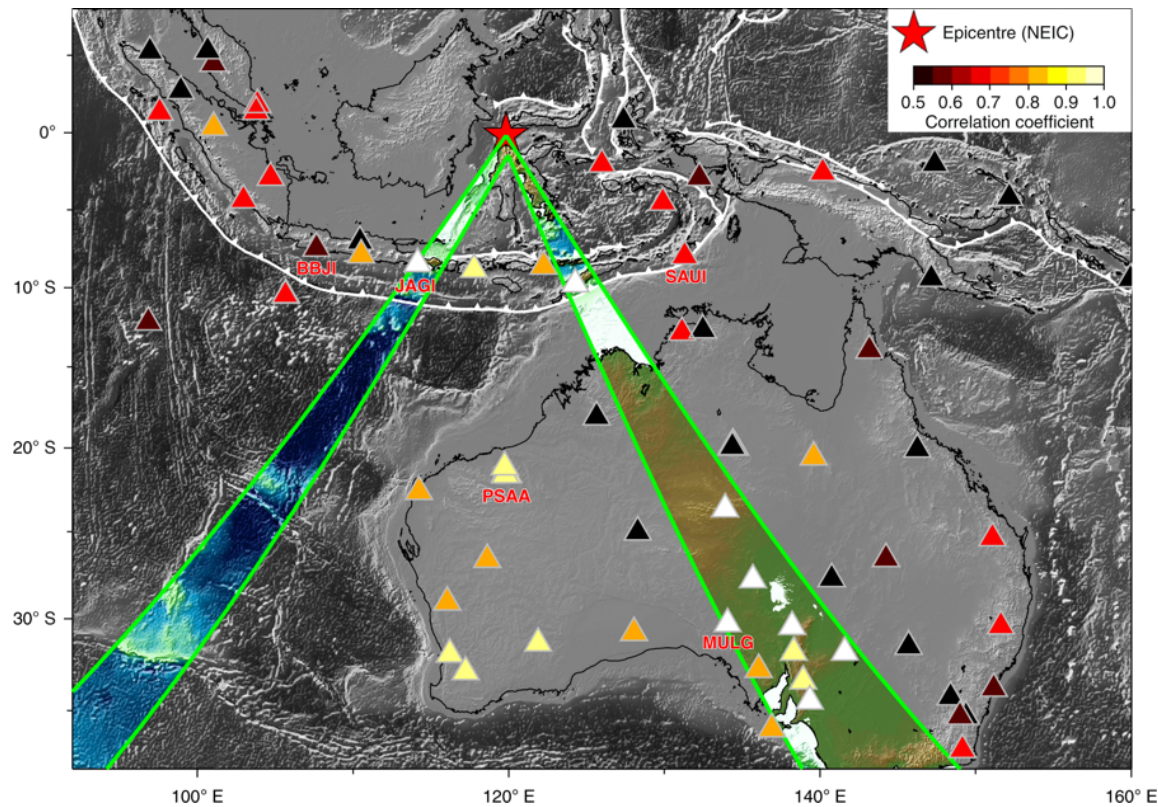 Epicentre (NEIC)
0.5 0.6 0.7 0.8 0.9 1.0
Correlation coefficient
0°
BBJI
JAGI
SAUI
10° S
20° S
PSAA
30° S
MULG
100° E 120° E 140° E 160° E